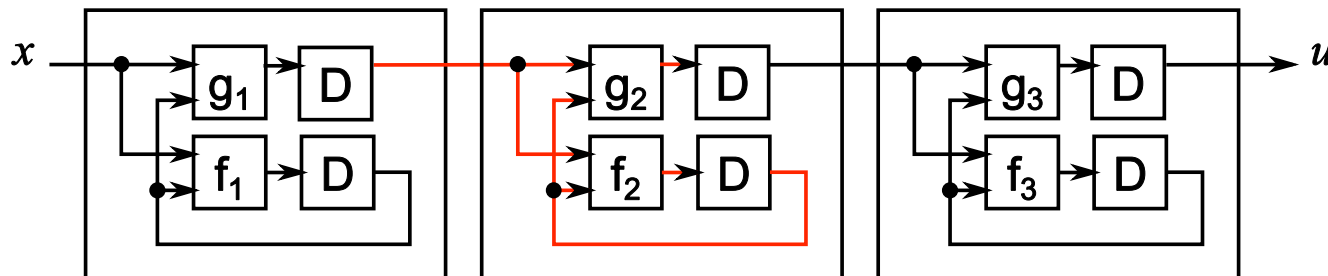 x g₁ D g₂ D g₃ D u
f₁ D f₂ D f₃ D